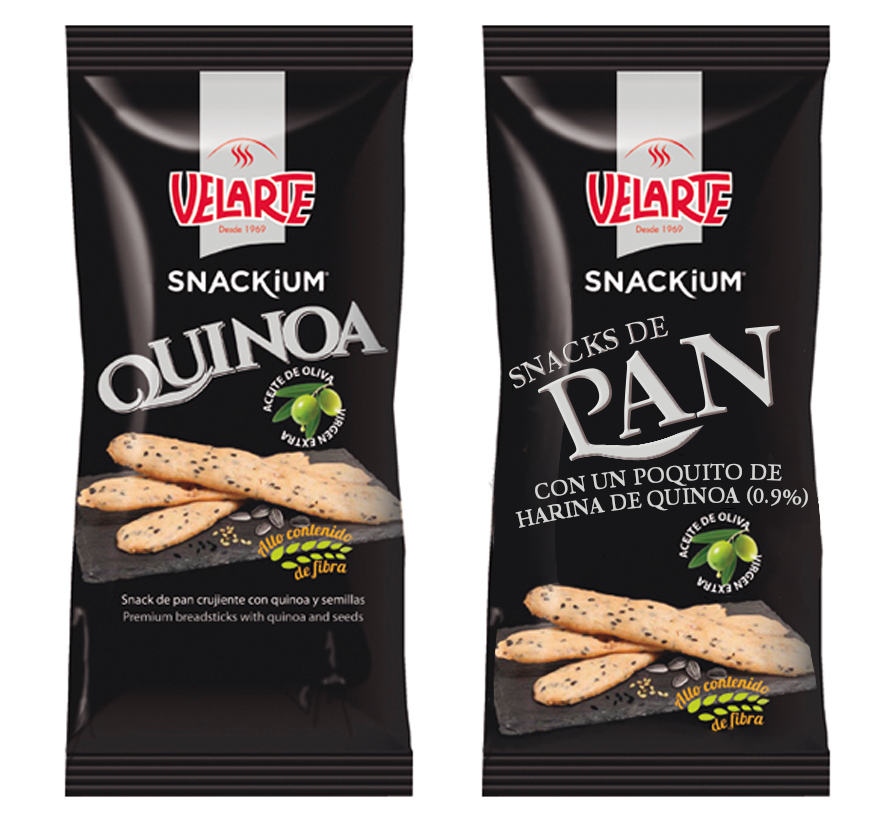 VELARTE
Desde 1969
SNACKiUM®
QUINOA
ACEITE DE OLIVA
VIRGEN EXTRA
Alto contenido
de fibra
Snack de pan crujiente con quinoa y semillas
Premium breadsticks with quinoa and seeds
VELARTE
Desde 1969
SNACKiUM®
SNACKS DE
PAN
CON UN POQUITO DE
HARINA DE QUINOA (0.9%)
ACEITE DE OLIVA
VIRGEN EXTRA
Alto contenido
de fibra